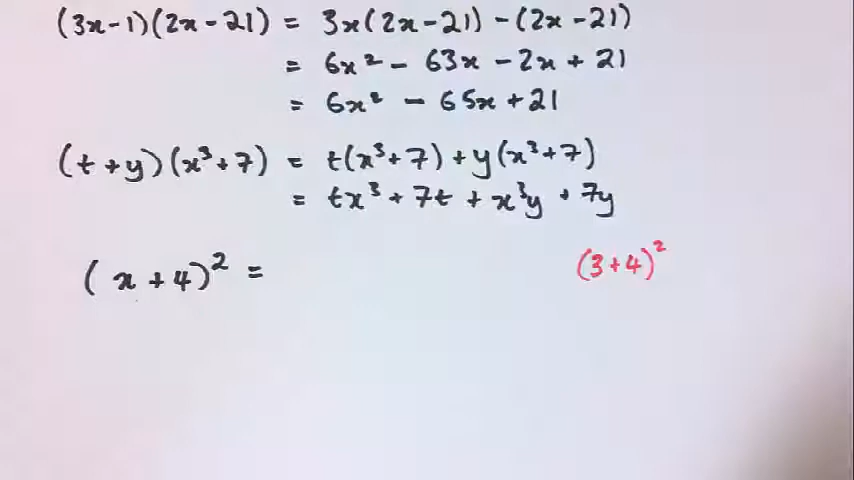 (3x-1)(2x-21) = 3x(2x-21) - (2x-21)
= 6x² - 63x - 2x + 21
= 6x² - 65x + 21
(t+y)(x³+7) = t(x³+7) + y(x³+7)
= tx³ + 7t + x³y + 7y
(x+4)² = (3+4)²